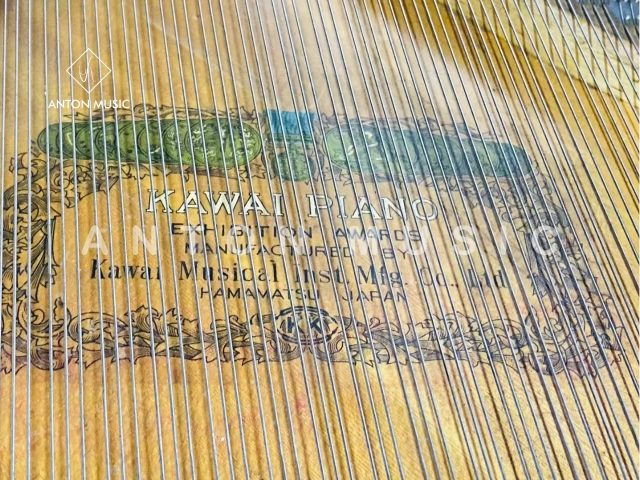 ANTON MUSIC
KAWAI PIANO
EXHIBITION AWARDS
ANTON MUSIC
MANUFACTURED BY
Kawai Musical Inst. Mfg. Co., Ltd
HAMAMATSU JAPAN